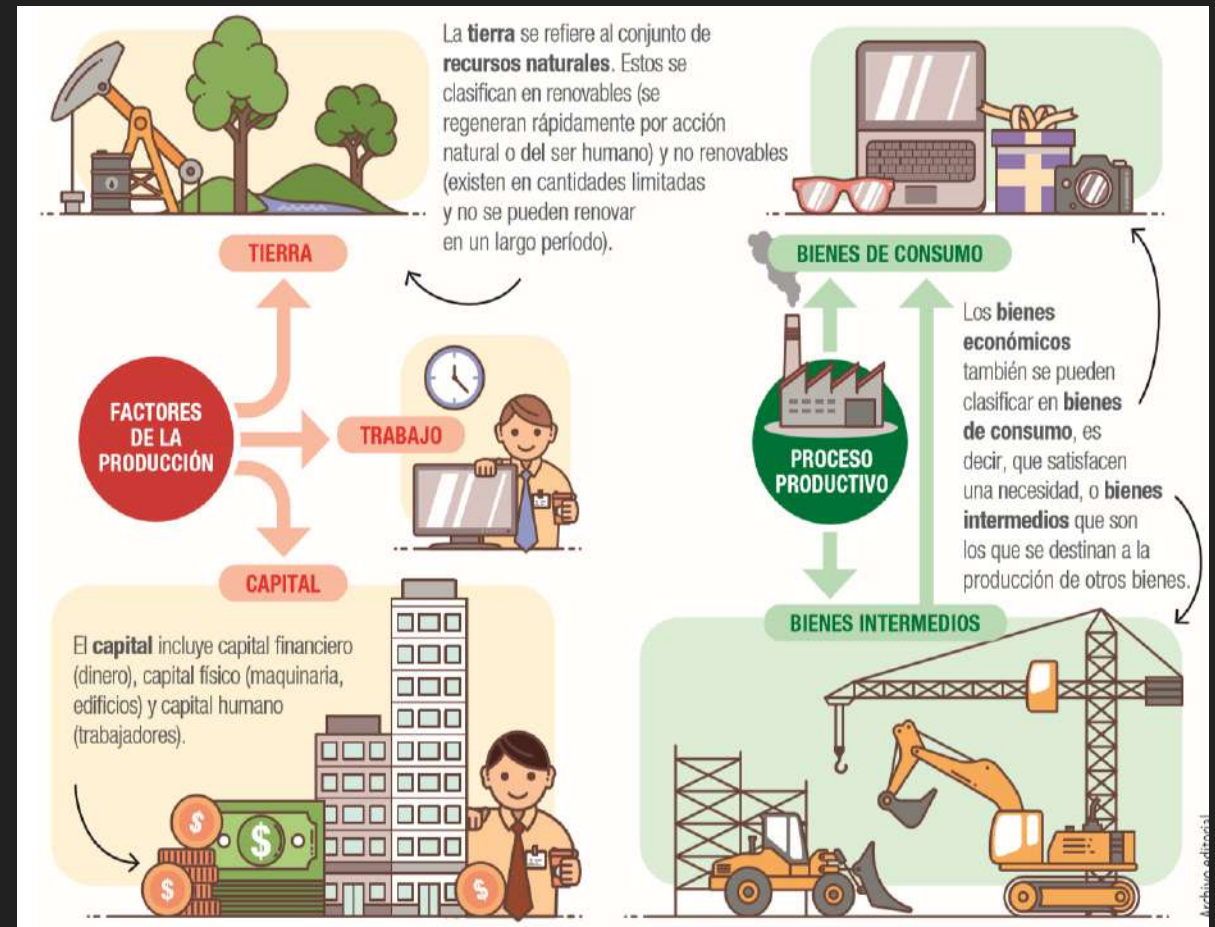 La tierra se refiere al conjunto de
recursos naturales. Estos se
clasifican en renovables (se
regeneran rápidamente por acción
natural o del ser humano) y no renovables
(existen en cantidades limitadas
y no se pueden renovar
en un largo período).
TIERRA
FACTORES
DE LA
PRODUCCIÓN
TRABAJO
CAPITAL
El capital incluye capital financiero
(dinero), capital físico (maquinaria,
edificios) y capital humano
(trabajadores).
$
$
$
$
BIENES DE CONSUMO
Los bienes
económicos
también se pueden
clasificar en bienes
de consumo, es
decir, que satisfacen
una necesidad, o bienes
intermedios que son
los que se destinan a la
producción de otros bienes.
PROCESO
PRODUCTIVO
BIENES INTERMEDIOS
Archivo editorial